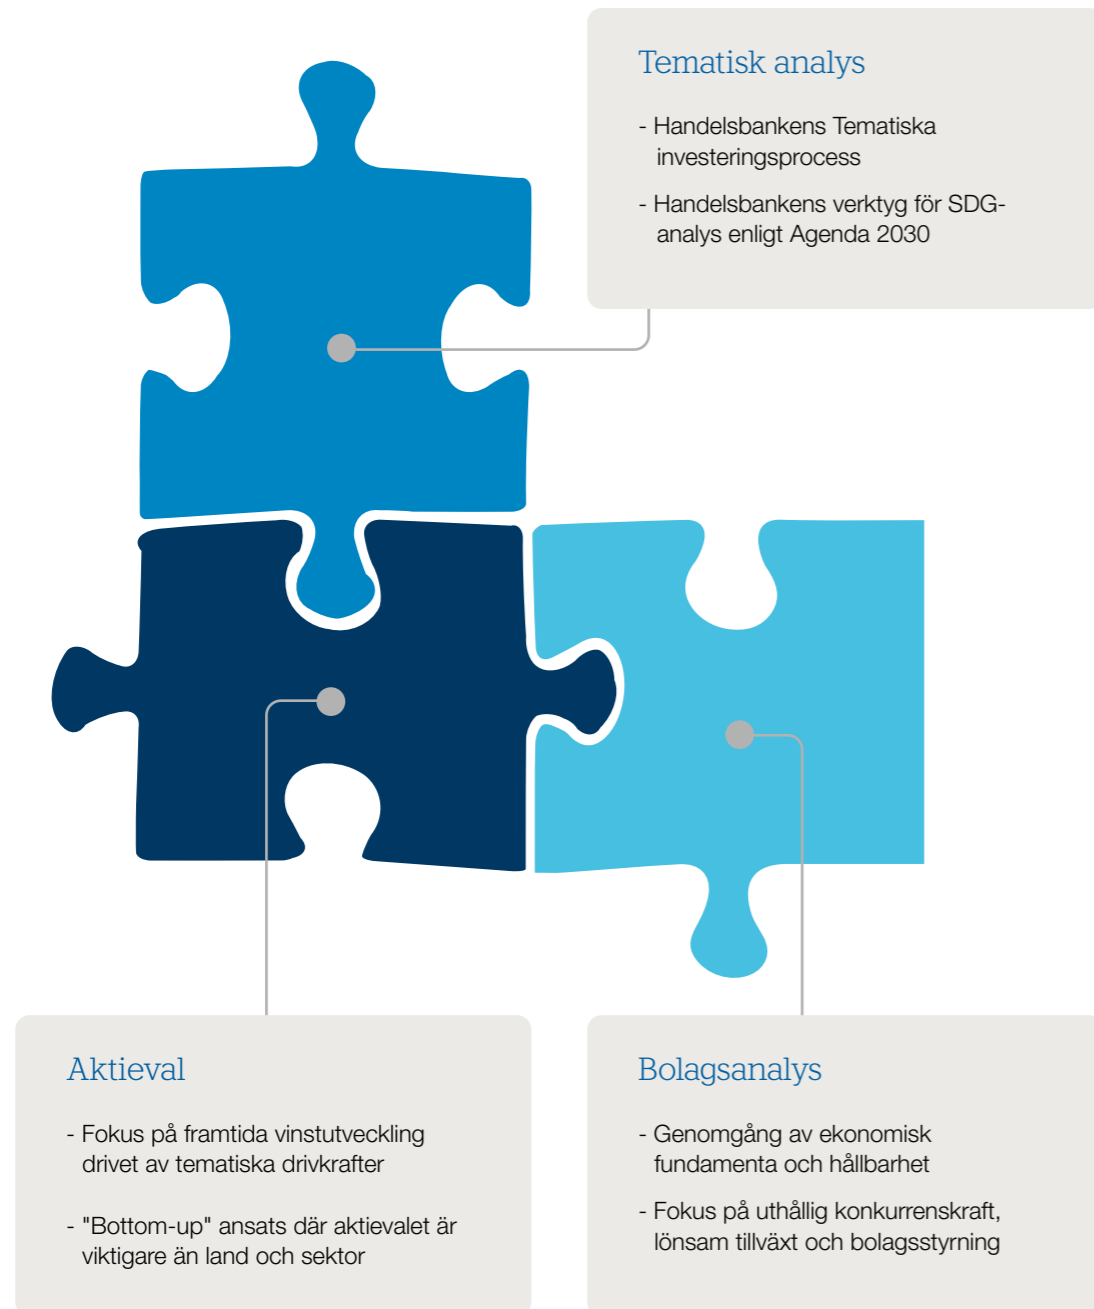 Tematisk analys
- Handelsbankens Tematiska
investeringsprocess
- Handelsbankens verktyg för SDG-
analys enligt Agenda 2030
Aktieval
- Fokus på framtida vinstutveckling
drivet av tematiska drivkrafter
- "Bottom-up" ansats där aktievalet är
viktigare än land och sektor
Bolagsanalys
- Genomgång av ekonomisk
fundamenta och hållbarhet
- Fokus på uthållig konkurrenskraft,
lönsam tillväxt och bolagsstyrning